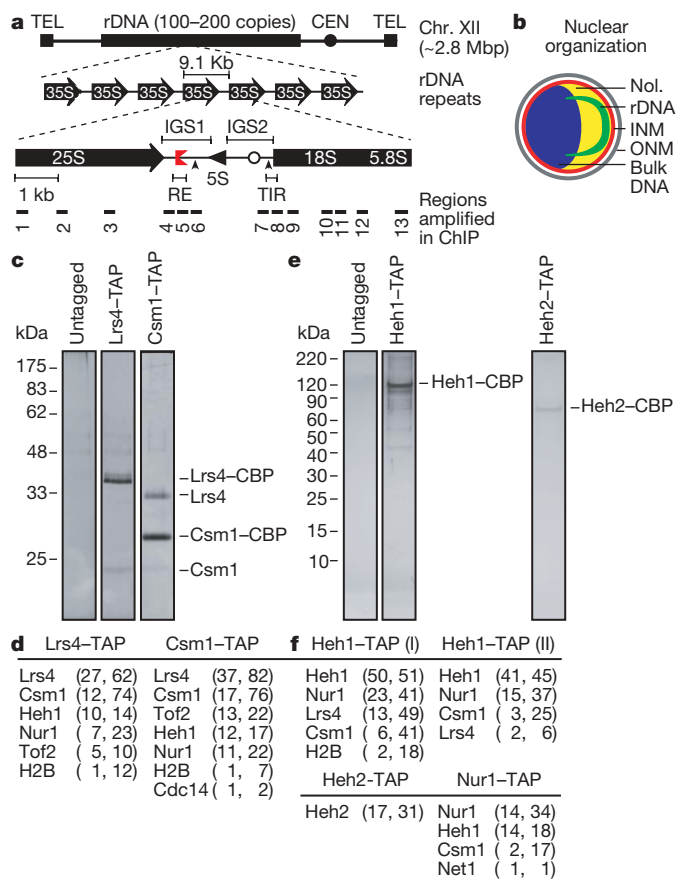 a
TEL rDNA (100–200 copies) CEN TEL
Chr. XII
(~2.8 Mbp)
9.1 Kb
35S 35S 35S 35S 35S 35S 35S
rDNA
repeats
IGS1 IGS2
25S 18S 5.8S
5S
1 kb RE TIR
Regions
amplified
in ChIP
1 2 3 4 5 6 7 8 9 10 11 12 13
b
Nuclear
organization
Nol.
rDNA
INM
ONM
Bulk
DNA
c
Untagged
Lrs4–TAP
Csm1–TAP
kDa
175
83
62
48
33
25
Lrs4–CBP
Lrs4
Csm1–CBP
Csm1
e
Untagged
Heh1–TAP
Heh2–TAP
kDa
220
120
90
60
50
40
30
25
15
10
Heh1–CBP
Heh2–CBP
d
Lrs4–TAP Csm1–TAP
Lrs4 (27, 62) Lrs4 (37, 82)
Csm1 (12, 74) Csm1 (17, 76)
Heh1 (10, 14) Tof2 (13, 22)
Nur1 ( 7, 23) Heh1 (12, 17)
Tof2 ( 5, 10) Nur1 (11, 22)
H2B ( 1, 12) H2B ( 1, 7)
Cdc14 ( 1, 2)
f
Heh1–TAP (I) Heh1–TAP (II)
Heh1 (50, 51) Heh1 (41, 45)
Nur1 (23, 41) Nur1 (15, 37)
Lrs4 (13, 49) Csm1 ( 3, 25)
Csm1 ( 6, 41) Lrs4 ( 2, 6)
H2B ( 2, 18)
Heh2-TAP Nur1–TAP
Heh2 (17, 31) Nur1 (14, 34)
Heh1 (14, 18)
Csm1 ( 2, 17)
Net1 ( 1, 1)